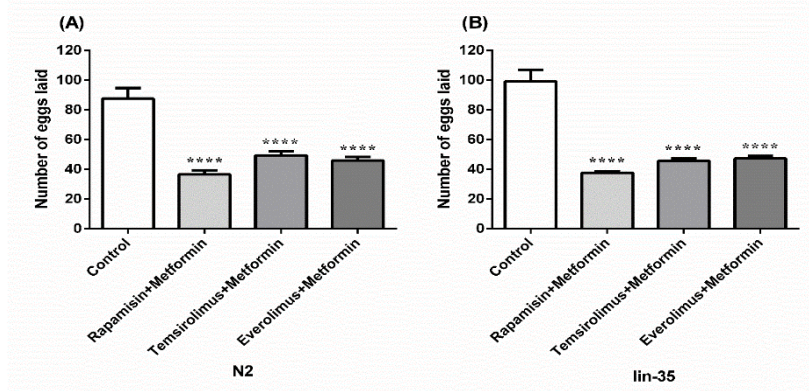 (A)
Number of eggs laid
120
100
80
60
40
20
0
****
****
****
Control
Rapamisin+Metformin
Temsirolimus+Metformin
Everolimus+Metformin
N2
(B)
Number of eggs laid
120
100
80
60
40
20
0
****
****
****
Control
Rapamisin+Metformin
Temsirolimus+Metformin
Everolimus+Metformin
lin-35